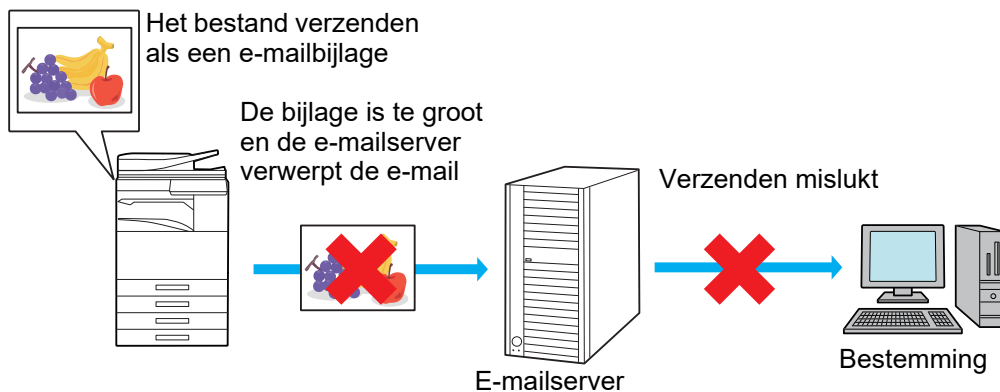 Het bestand verzenden
als een e-mailbijlage
De bijlage is te groot
en de e-mailserver
verwerpt de e-mail
Verzenden mislukt
E-mailserver
Bestemming